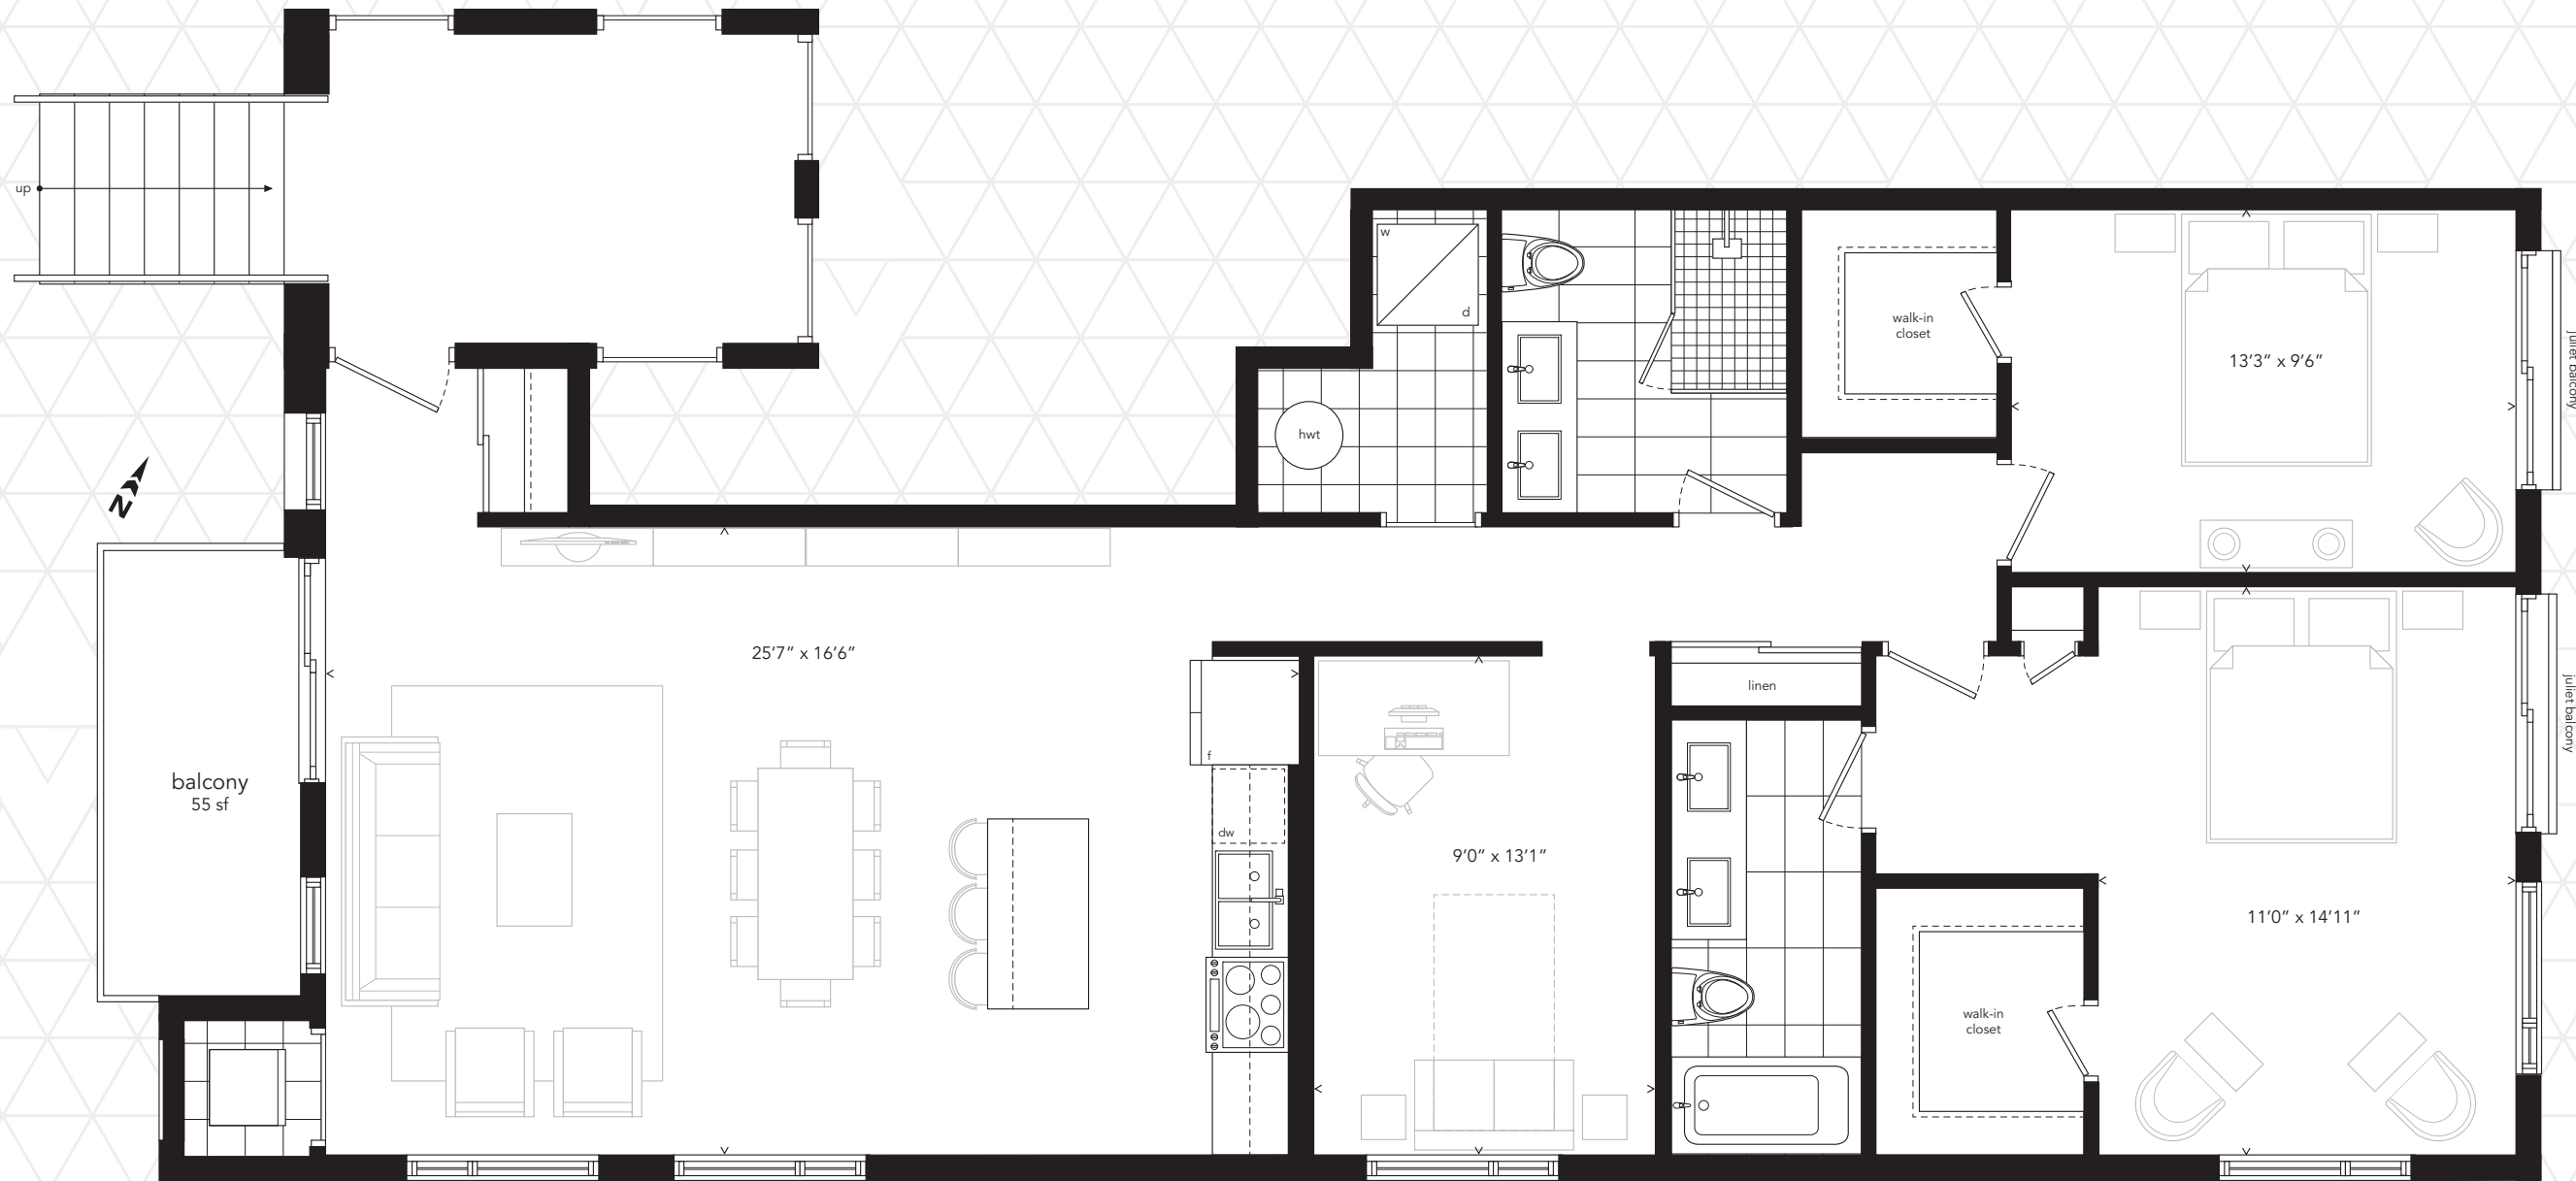 up
w
d
walk-in
closet
13'3" x 9'6"
juliet balcony
hwt
N
25'7" x 16'6"
linen
f
juliet balcony
balcony
55 sf
dw
9'0" x 13'1"
11'0" x 14'11"
walk-in
closet